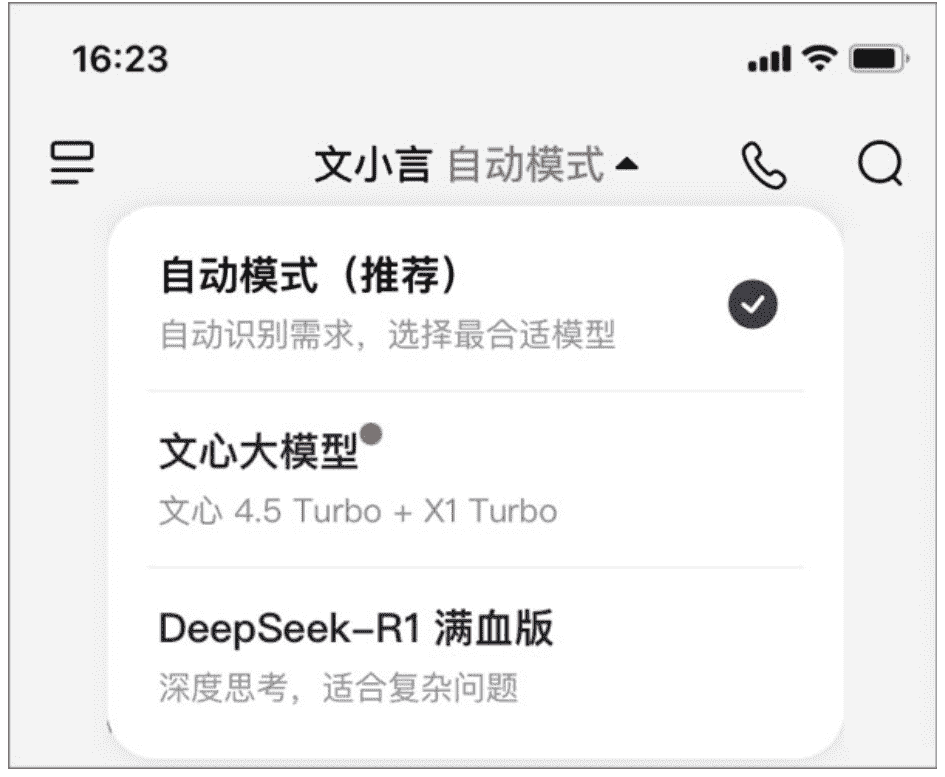 16:23
文小言 自动模式
自动模式（推荐）
自动识别需求，选择最合适模型
文心大模型
文心 4.5 Turbo + X1 Turbo
DeepSeek-R1 满血版
深度思考，适合复杂问题